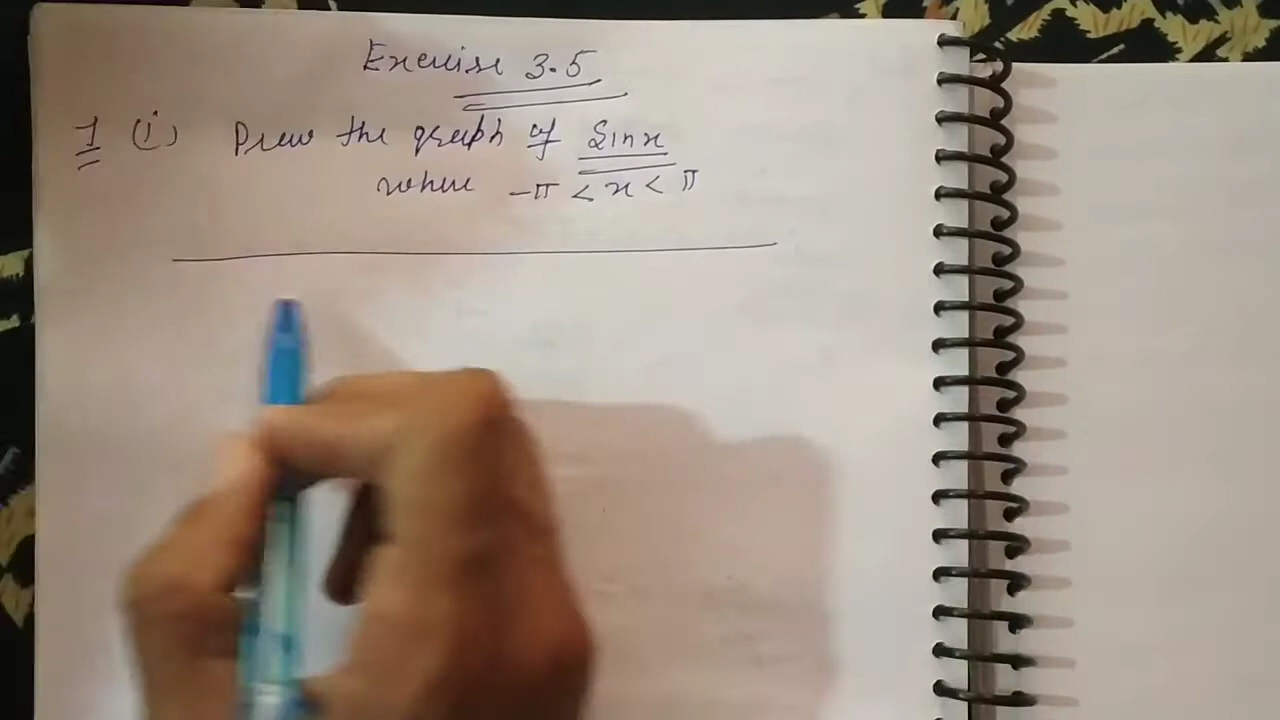 Exercise 3.5
1 (i) Draw the graph of Sinx
where -π < x < π